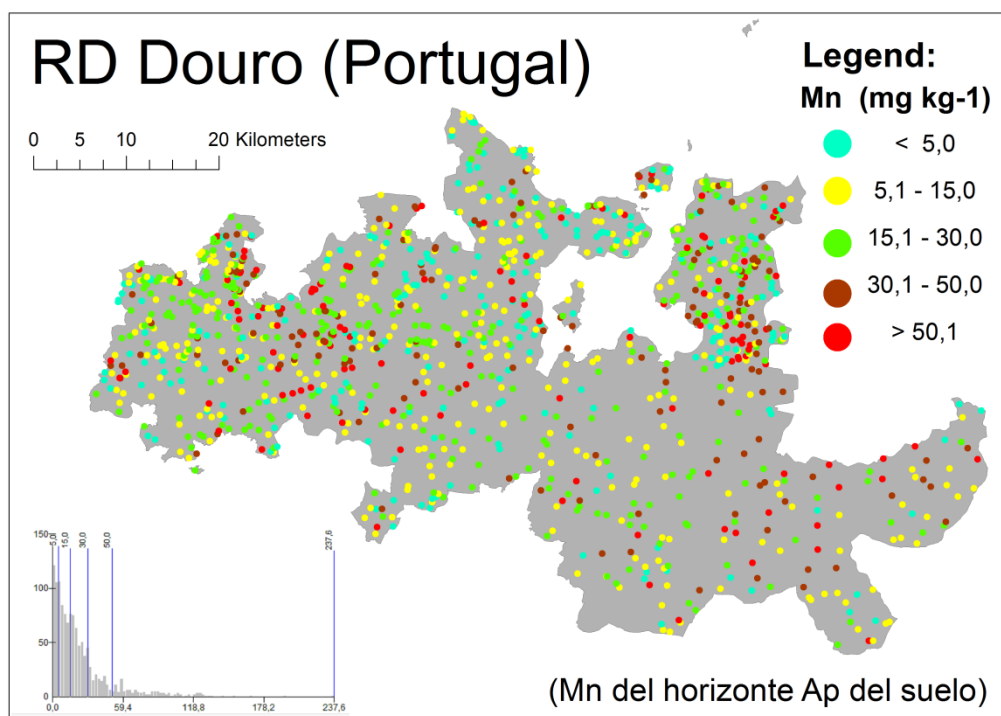 RD Douro (Portugal)
0 5 10 20 Kilometers
Legend:
Mn (mg kg-1)
< 5,0
5,1 - 15,0
15,1 - 30,0
30,1 - 50,0
> 50,1
150
100
50
0
5,0
15,0
30,0
50,0
237,6
0,0 59,4 118,8 178,2 237,6
(Mn del horizonte Ap del suelo)